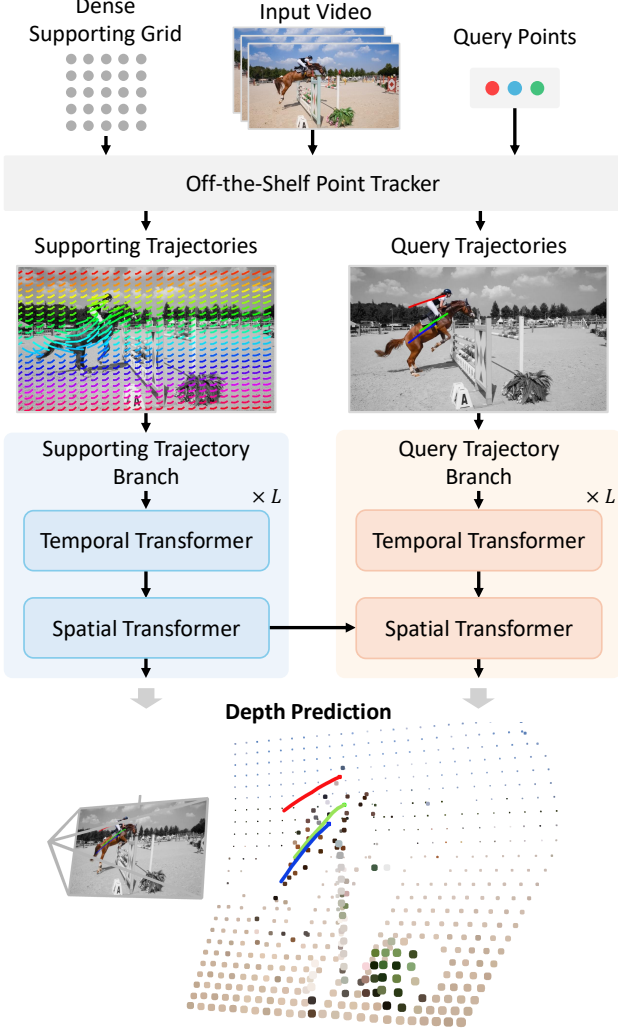 Dense
Supporting Grid
Input Video
Query Points
Off-the-Shelf Point Tracker
Supporting Trajectories
Query Trajectories
A
A
Supporting Trajectory
Branch
× L
Temporal Transformer
Spatial Transformer
Query Trajectory
Branch
× L
Temporal Transformer
Spatial Transformer
Depth Prediction